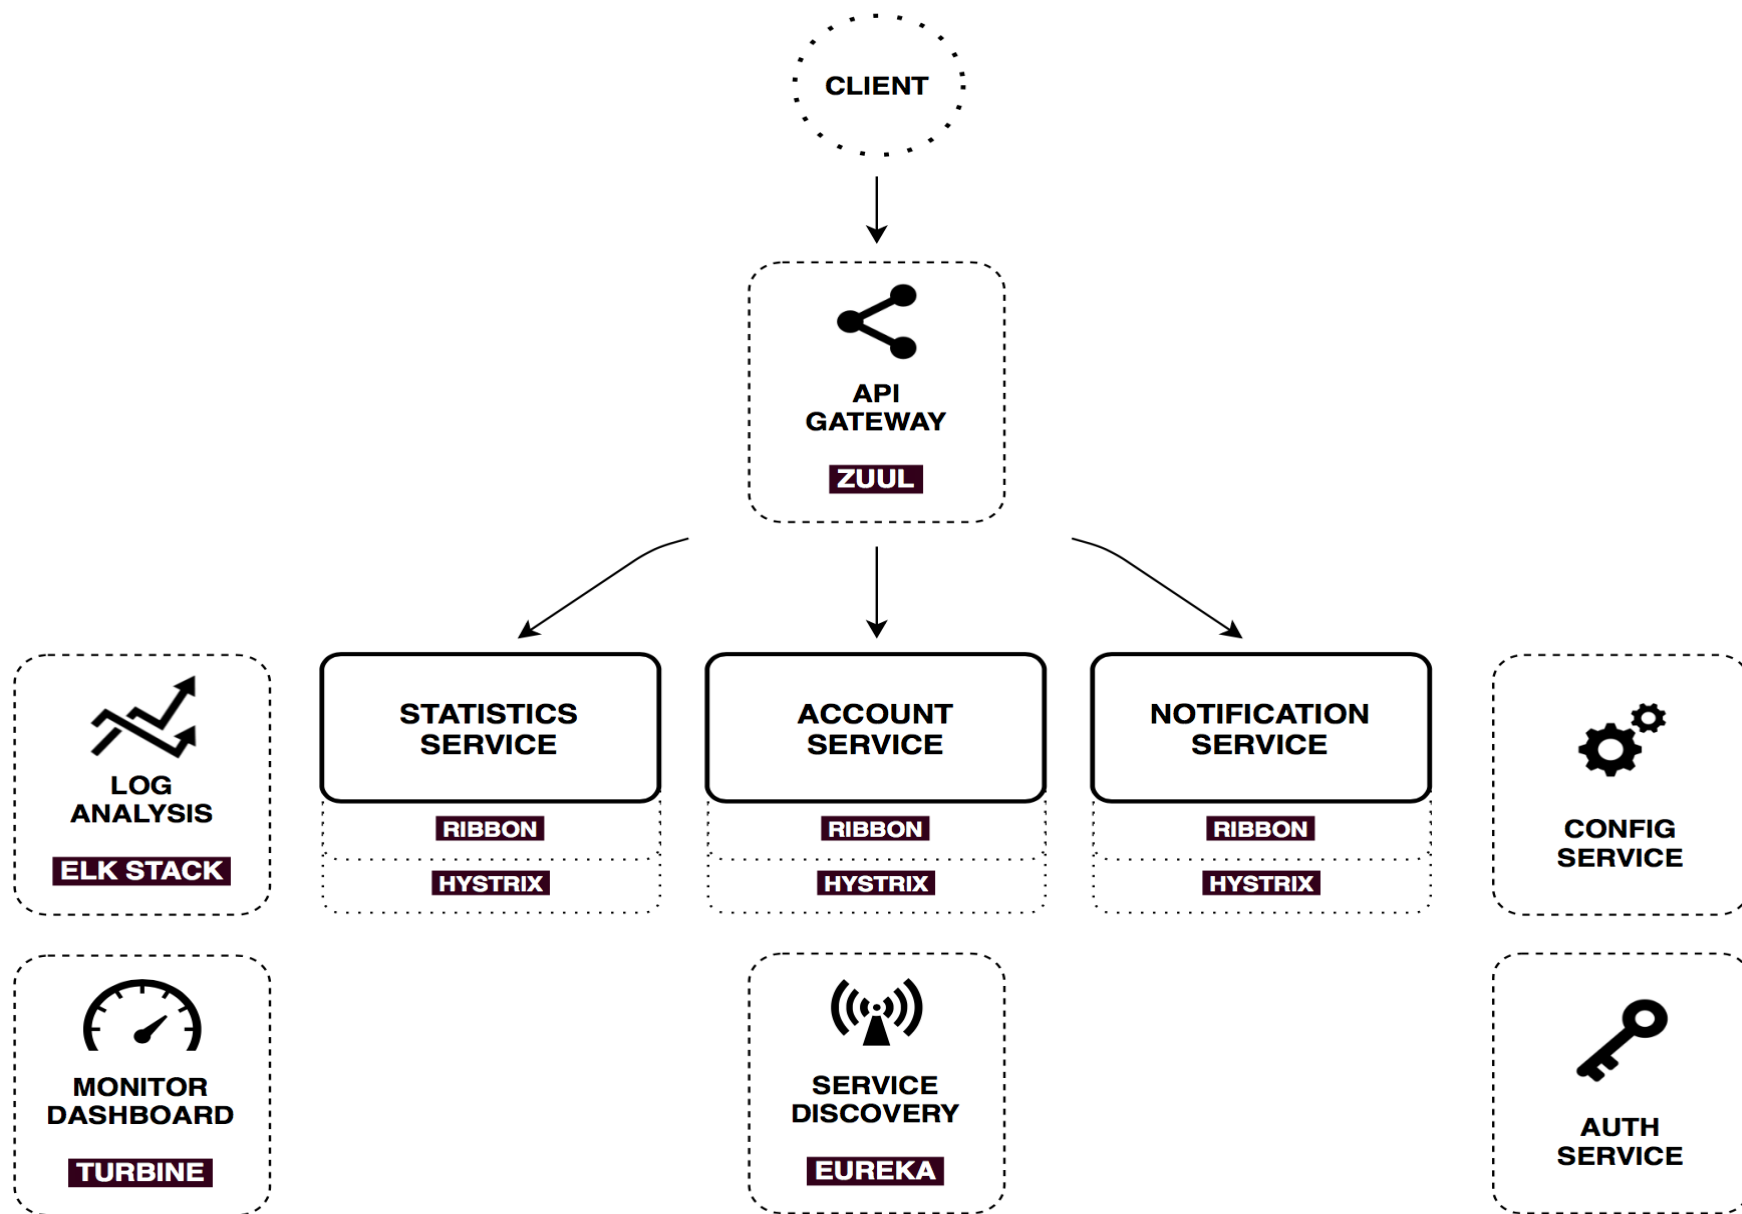 CLIENT
API
GATEWAY
ZUUL
LOG
ANALYSIS
ELK STACK
STATISTICS
SERVICE
RIBBON
HYSTRIX
ACCOUNT
SERVICE
RIBBON
HYSTRIX
NOTIFICATION
SERVICE
RIBBON
HYSTRIX
CONFIG
SERVICE
MONITOR
DASHBOARD
TURBINE
SERVICE
DISCOVERY
EUREKA
AUTH
SERVICE